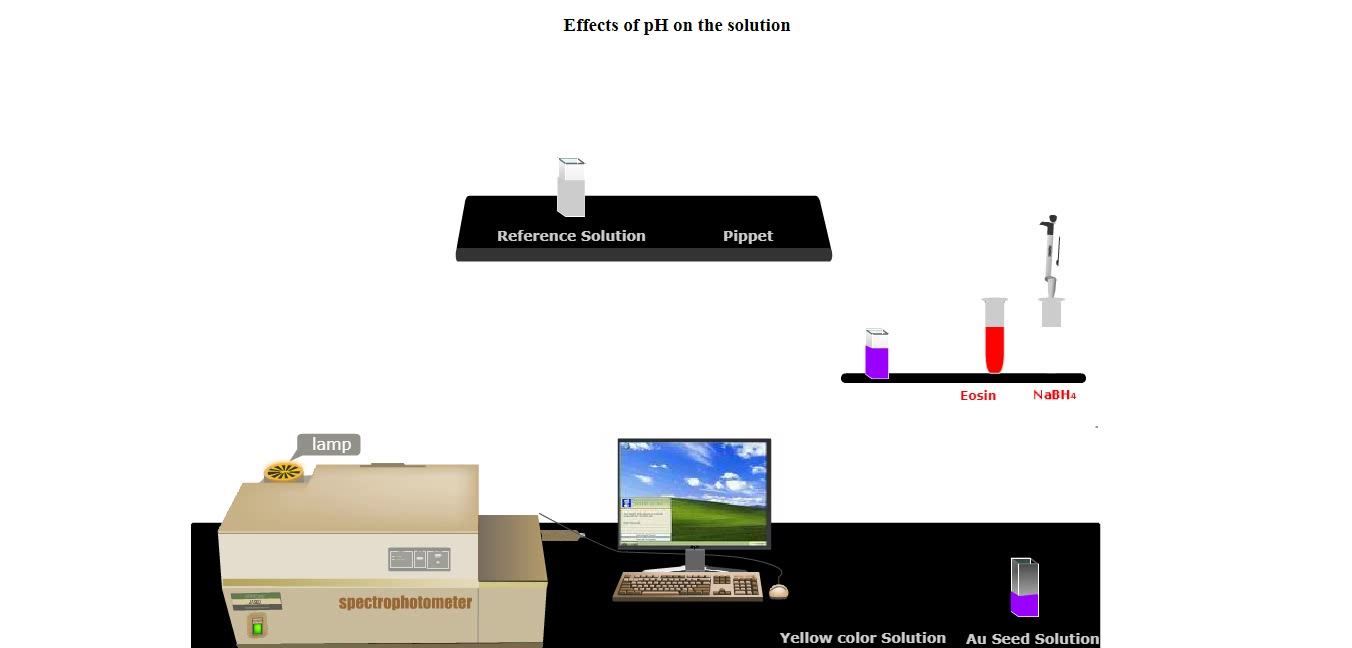 Effects of pH on the solution
Reference Solution
Pippet
Eosin
NaBH4
lamp
spectrophotometer
Yellow color Solution
Au Seed Solution